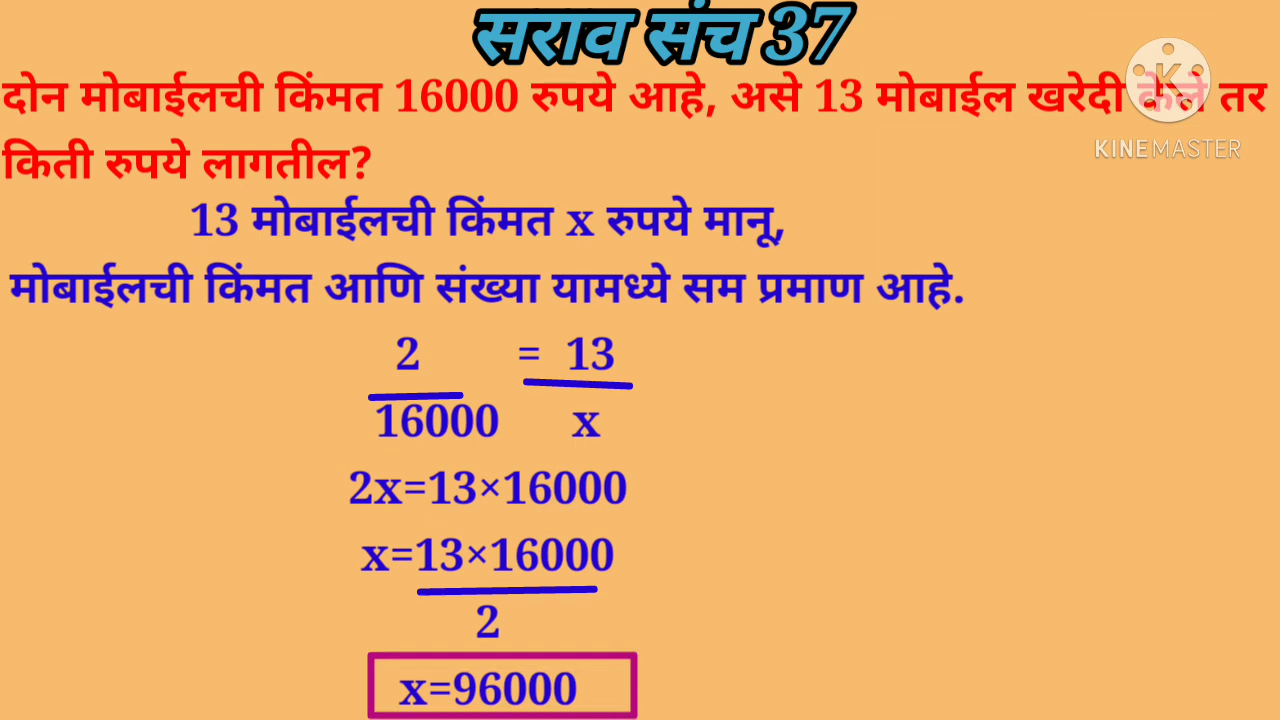 सराव संच 37
दोन मोबाईलची किंमत 16000 रुपये आहे, असे 13 मोबाईल खरेदी केले तर
किती रुपये लागतील?
K
KINEMASTER
13 मोबाईलची किंमत x रुपये मानू,
मोबाईलची किंमत आणि संख्या यामध्ये सम प्रमाण आहे.
2 = 13
16000 x
2x=13×16000
x=13×16000
2
x=96000